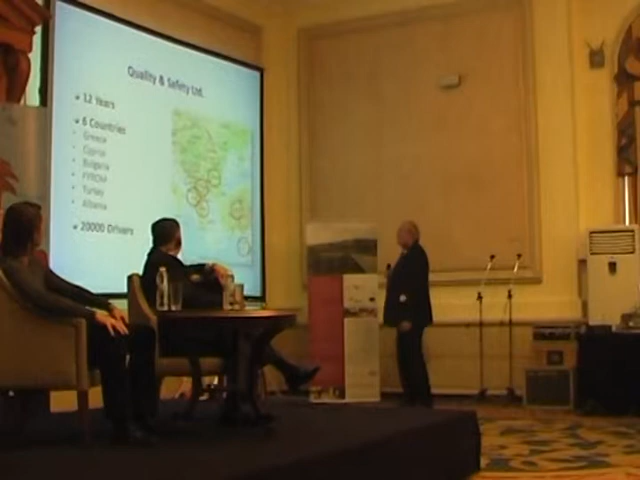 Quality & Safety Ltd.
12 Years
6 Countries
Greece
Cyprus
Bulgaria
FYROM
Turkey
Albania
20000 Drivers